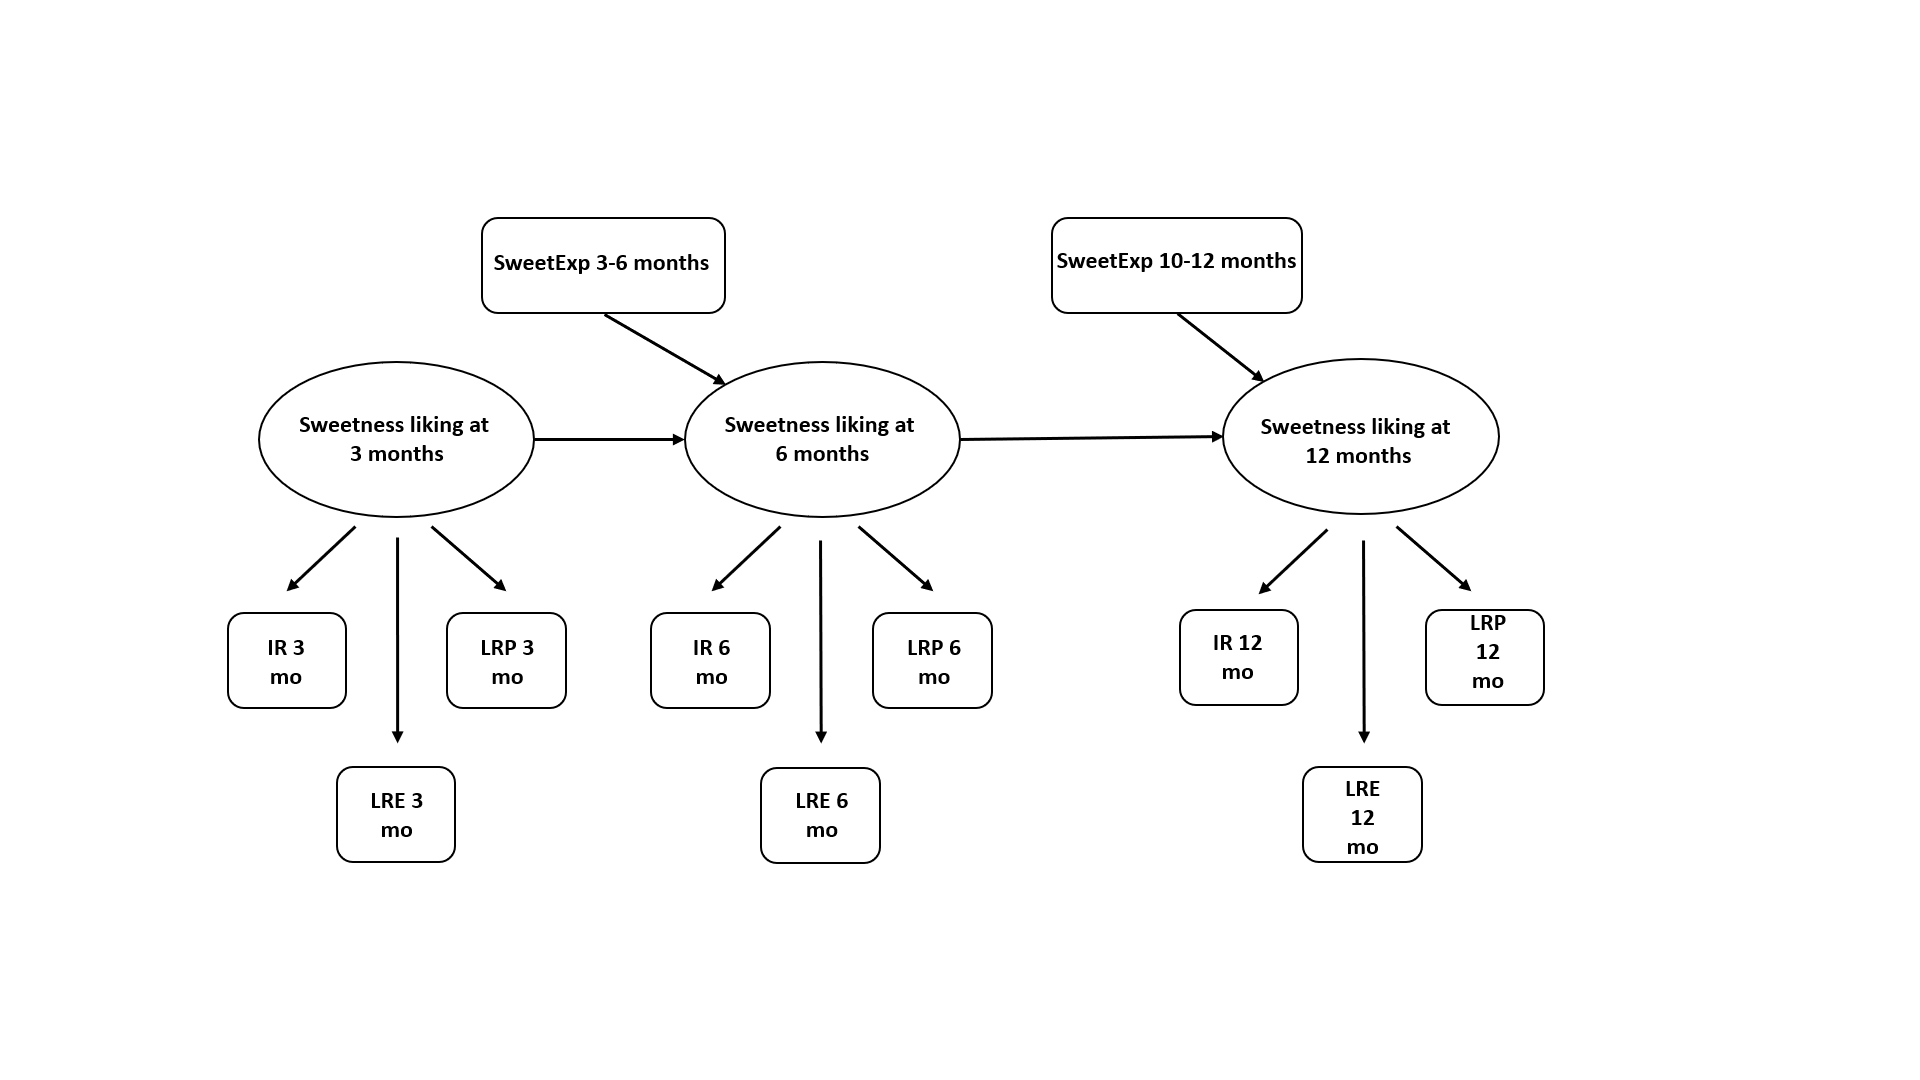 SweetExp 3-6 months
SweetExp 10-12 months
Sweetness liking at
3 months
Sweetness liking at
6 months
Sweetness liking at
12 months
IR 3
mo
LRP 3
mo
IR 6
mo
LRP 6
mo
IR 12
mo
LRP
12
mo
LRE 3
mo
LRE 6
mo
LRE
12
mo